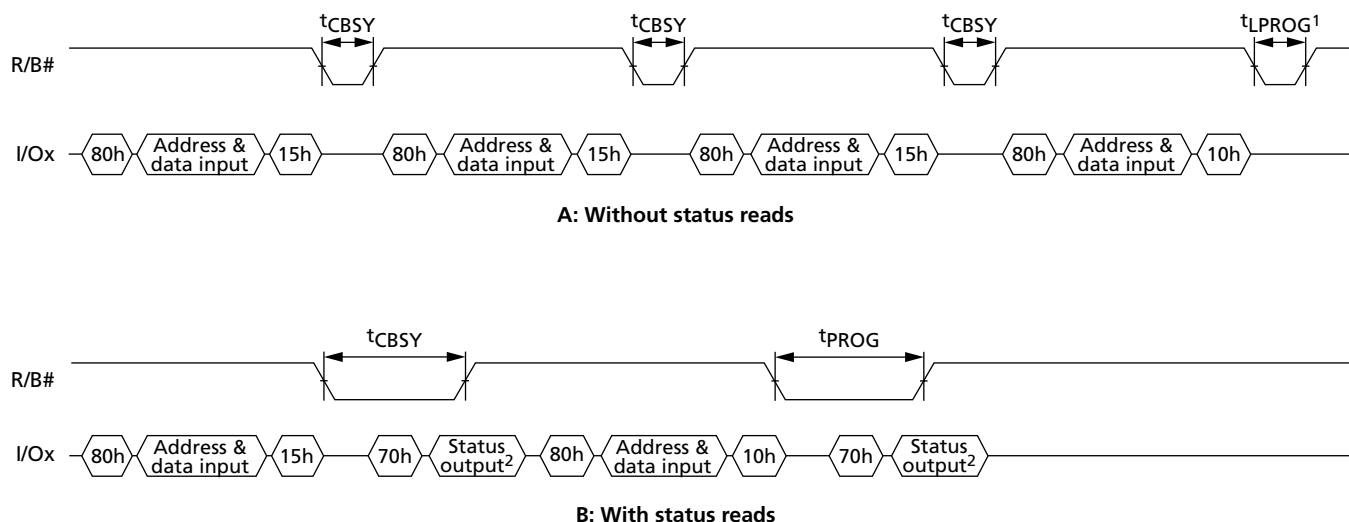 tCBSY tCBSY tCBSY tLPROG1
R/B#
I/Ox 80h Address & data input 15h 80h Address & data input 15h 80h Address & data input 15h 80h Address & data input 10h
A: Without status reads
tCBSY tPROG
R/B#
I/Ox 80h Address & data input 15h 70h Status output2 80h Address & data input 10h 70h Status output2
B: With status reads